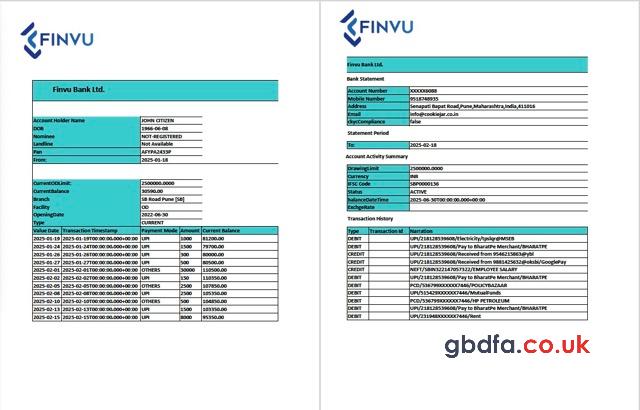 FINVU
Finvu Bank Ltd.
Account Holder Name JOHN CITIZEN
DOB 1966-06-08
Nominee NOT-REGISTERED
Landline Not Available
Pan AFYPA2433P
From: 2025-01-18
CurrentODLimit: 2500000.0000
CurrentBalance 30590.00
Branch SB Road Pune [SB]
Facility OD
OpeningDate 2022-06-30
Type CURRENT
Value Date Transaction Timestamp Payment Mode Amount Current Balance
2025-01-19 2025-01-19T00:00:00.000+00:00 UPI 1000 81200.00
2025-01-24 2025-01-24T00:00:00.000+00:00 UPI 1500 79700.00
2025-01-26 2025-01-26T00:00:00.000+00:00 UPI 300 80000.00
2025-01-27 2025-01-27T00:00:00.000+00:00 UPI 500 80500.00
2025-02-01 2025-02-01T00:00:00.000+00:00 OTHERS 30000 110500.00
2025-02-02 2025-02-02T00:00:00.000+00:00 UPI 150 110350.00
2025-02-05 2025-02-05T00:00:00.000+00:00 OTHERS 2500 107850.00
2025-02-08 2025-02-08T00:00:00.000+00:00 UPI 2500 105350.00
2025-02-10 2025-02-10T00:00:00.000+00:00 OTHERS 500 104850.00
2025-02-13 2025-02-13T00:00:00.000+00:00 UPI 1500 103350.00
2025-02-15 2025-02-15T00:00:00.000+00:00 UPI 8000 95350.00
FINVU
Finvu Bank Ltd.
Bank Statement
Account Number XXXXX6088
Mobile Number 9518748935
Address Senapati Bapat Road,Pune,Maharashtra,India,411016
Email info@cookiejar.co.in
ckycCompliance false
Statement Period
To: 2025-02-18
Account Activity Summary
DrawingLimit 2500000.0000
Currency INR
IFSC Code SBP0000136
Status ACTIVE
balanceDateTime 2025-06-30T00:00:00.000+00:00
ExchgeRate
Transaction History
Type Transaction Id Narration
DEBIT UPI/218128539608/Electricity/tpslqr@MSEB
DEBIT UPI/218128539608/Pay to BharatPe Merchant/BHARATPE
CREDIT UPI/218128539608/Received from 9546215863@ybl
CREDIT UPI/218128539608/Received from 9881425632@oksbi/GooglePay
CREDIT NEFT/SBIN322147057322/EMPLOYEE SALARY
DEBIT UPI/218128539608/Pay to BharatPe Merchant/BHARATPE
DEBIT PCD/536799XXXXXX7446/POLICYBAZAAR
DEBIT UPI/515429XXXXXX7446/MutualFunds
DEBIT PCD/536799XXXXXX7446/HP PETROLEUM
DEBIT UPI/218128539608/Pay to BharatPe Merchant/BHARATPE
DEBIT UPI/231948XXXXXX7446/Rent
gbdfa.co.uk